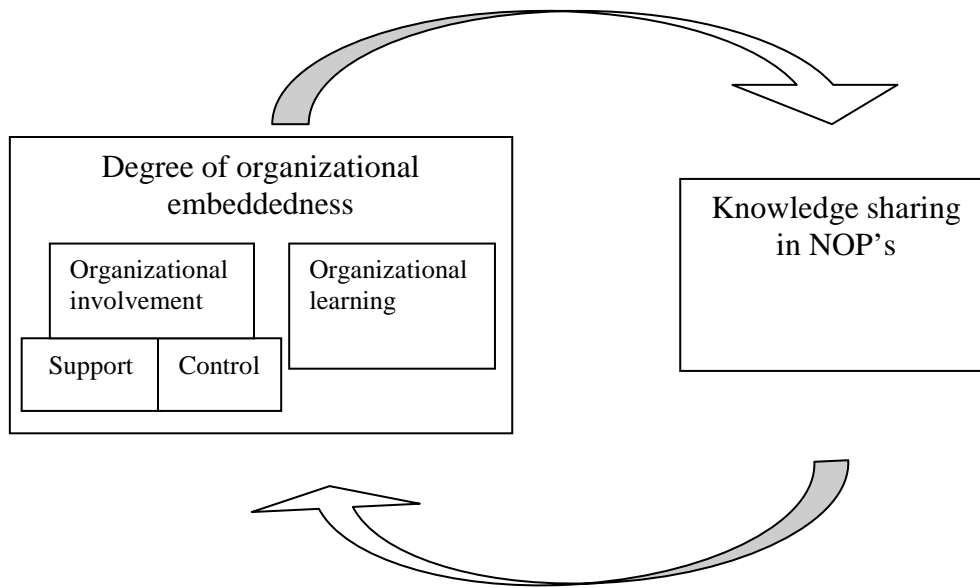 Degree of organizational
embeddedness
Organizational
involvement
Support
Control
Organizational
learning
Knowledge sharing
in NOP's